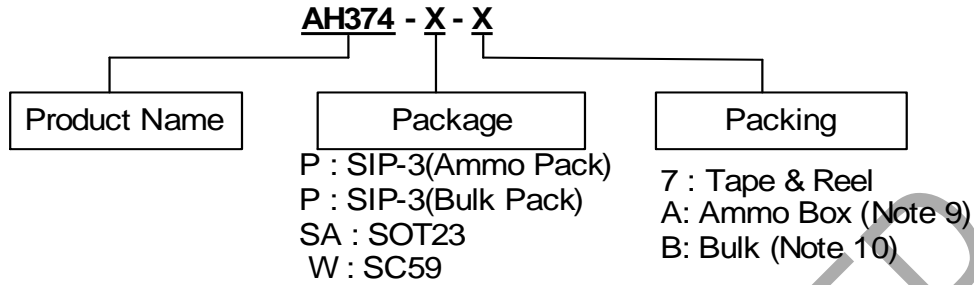 AH374 - X - X
Product Name
Package
Packing
P : SIP-3(Ammo Pack)
P : SIP-3(Bulk Pack)
SA : SOT23
W : SC59
7 : Tape & Reel
A: Ammo Box (Note 9)
B: Bulk (Note 10)